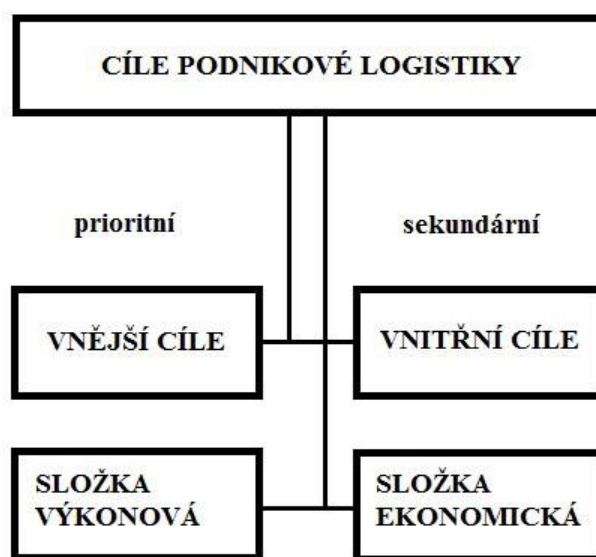 CÍLE PODNIKOVÉ LOGISTIKY
prioritní
sekundární
VNĚJŠÍ CÍLE
VNITŘNÍ CÍLE
SLOŽKA
VÝKONOVÁ
SLOŽKA
EKONOMICKÁ